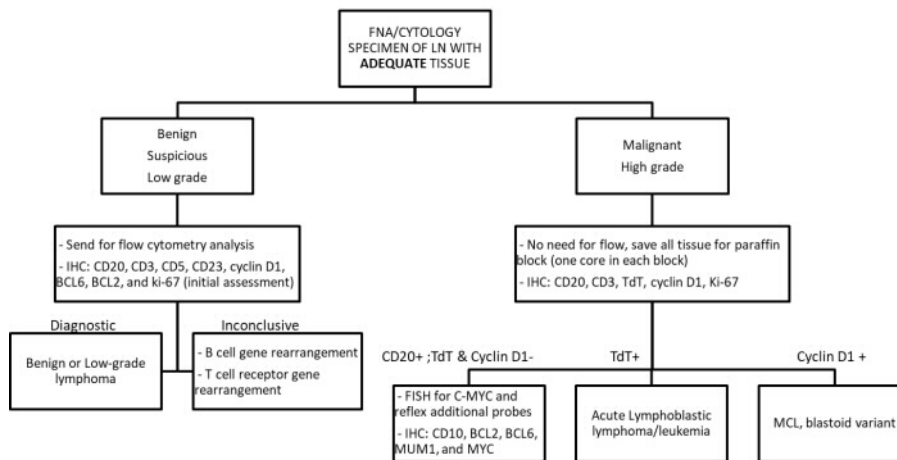 FNA/CYTOLOGY
SPECIMEN OF LN WITH
ADEQUATE TISSUE
Benign
Suspicious
Low grade
Malignant
High grade
- Send for flow cytometry analysis
- IHC: CD20, CD3, CD5, CD23, cyclin D1,
BCL6, BCL2, and ki-67 (initial assessment)
- No need for flow, save all tissue for paraffin
block (one core in each block)
- IHC: CD20, CD3, TdT, cyclin D1, Ki-67
Diagnostic
Inconclusive
Benign or Low-grade
lymphoma
- B cell gene rearrangement
- T cell receptor gene
rearrangement
CD20+ ;TdT & Cyclin D1-
TdT+
Cyclin D1 +
- FISH for C-MYC and
reflex additional probes
- IHC: CD10, BCL2, BCL6,
MUM1, and MYC
Acute Lymphoblastic
lymphoma/leukemia
MCL, blastoid variant